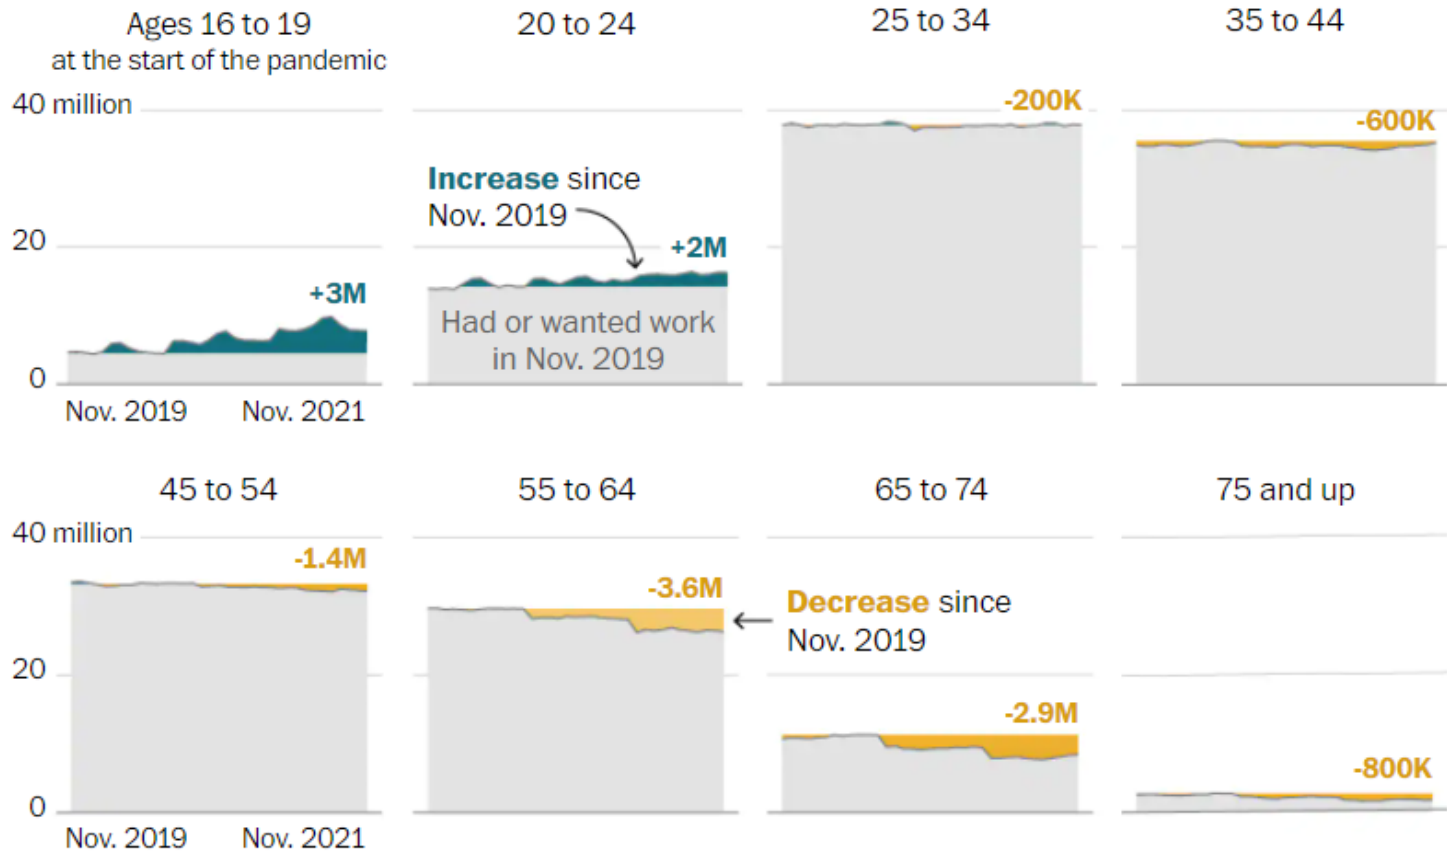 Ages 16 to 19
at the start of the pandemic
20 to 24
25 to 34
35 to 44
40 million
-200K
-600K
Increase since
Nov. 2019
20
+2M
+3M
Had or wanted work
in Nov. 2019
0
Nov. 2019 Nov. 2021
45 to 54
55 to 64
65 to 74
75 and up
40 million
-1.4M
-3.6M
Decrease since
Nov. 2019
20
-2.9M
-800K
0
Nov. 2019 Nov. 2021